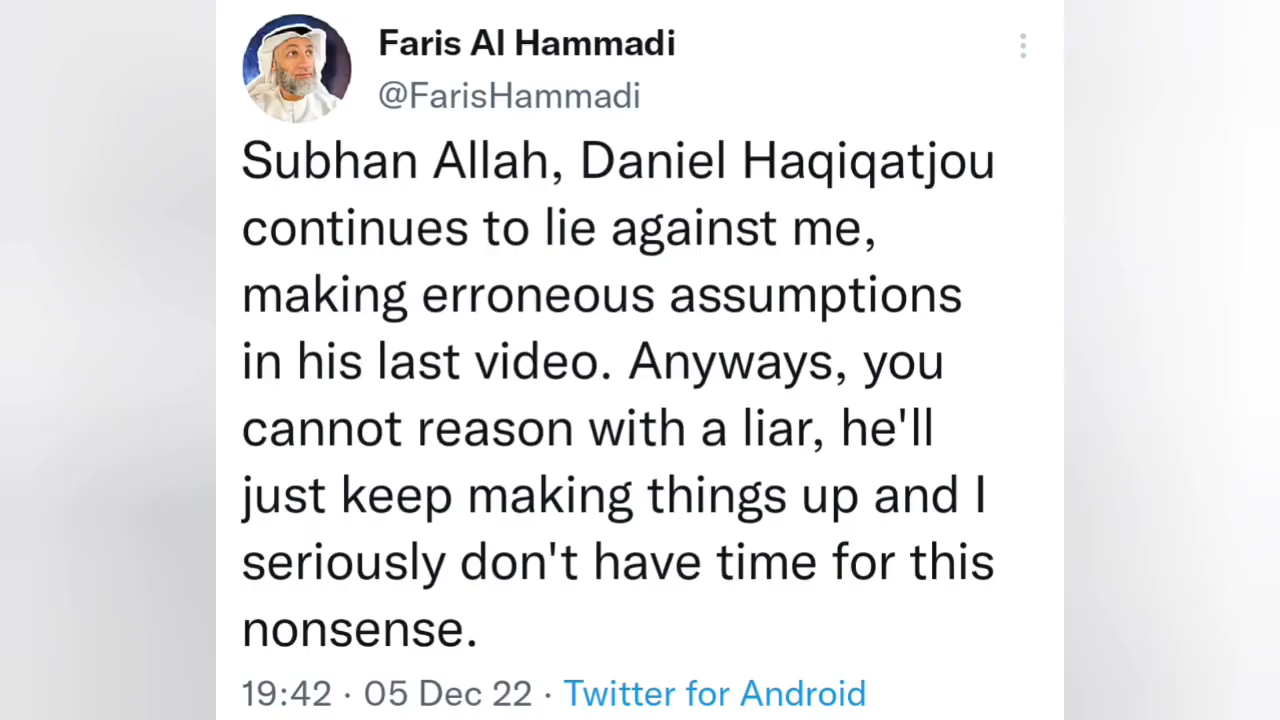 Faris Al Hammadi
@FarisHammadi
Subhan Allah, Daniel Haqiqatjou
continues to lie against me,
making erroneous assumptions
in his last video. Anyways, you
cannot reason with a liar, he'll
just keep making things up and I
seriously don't have time for this
nonsense.
19:42 · 05 Dec 22 · Twitter for Android